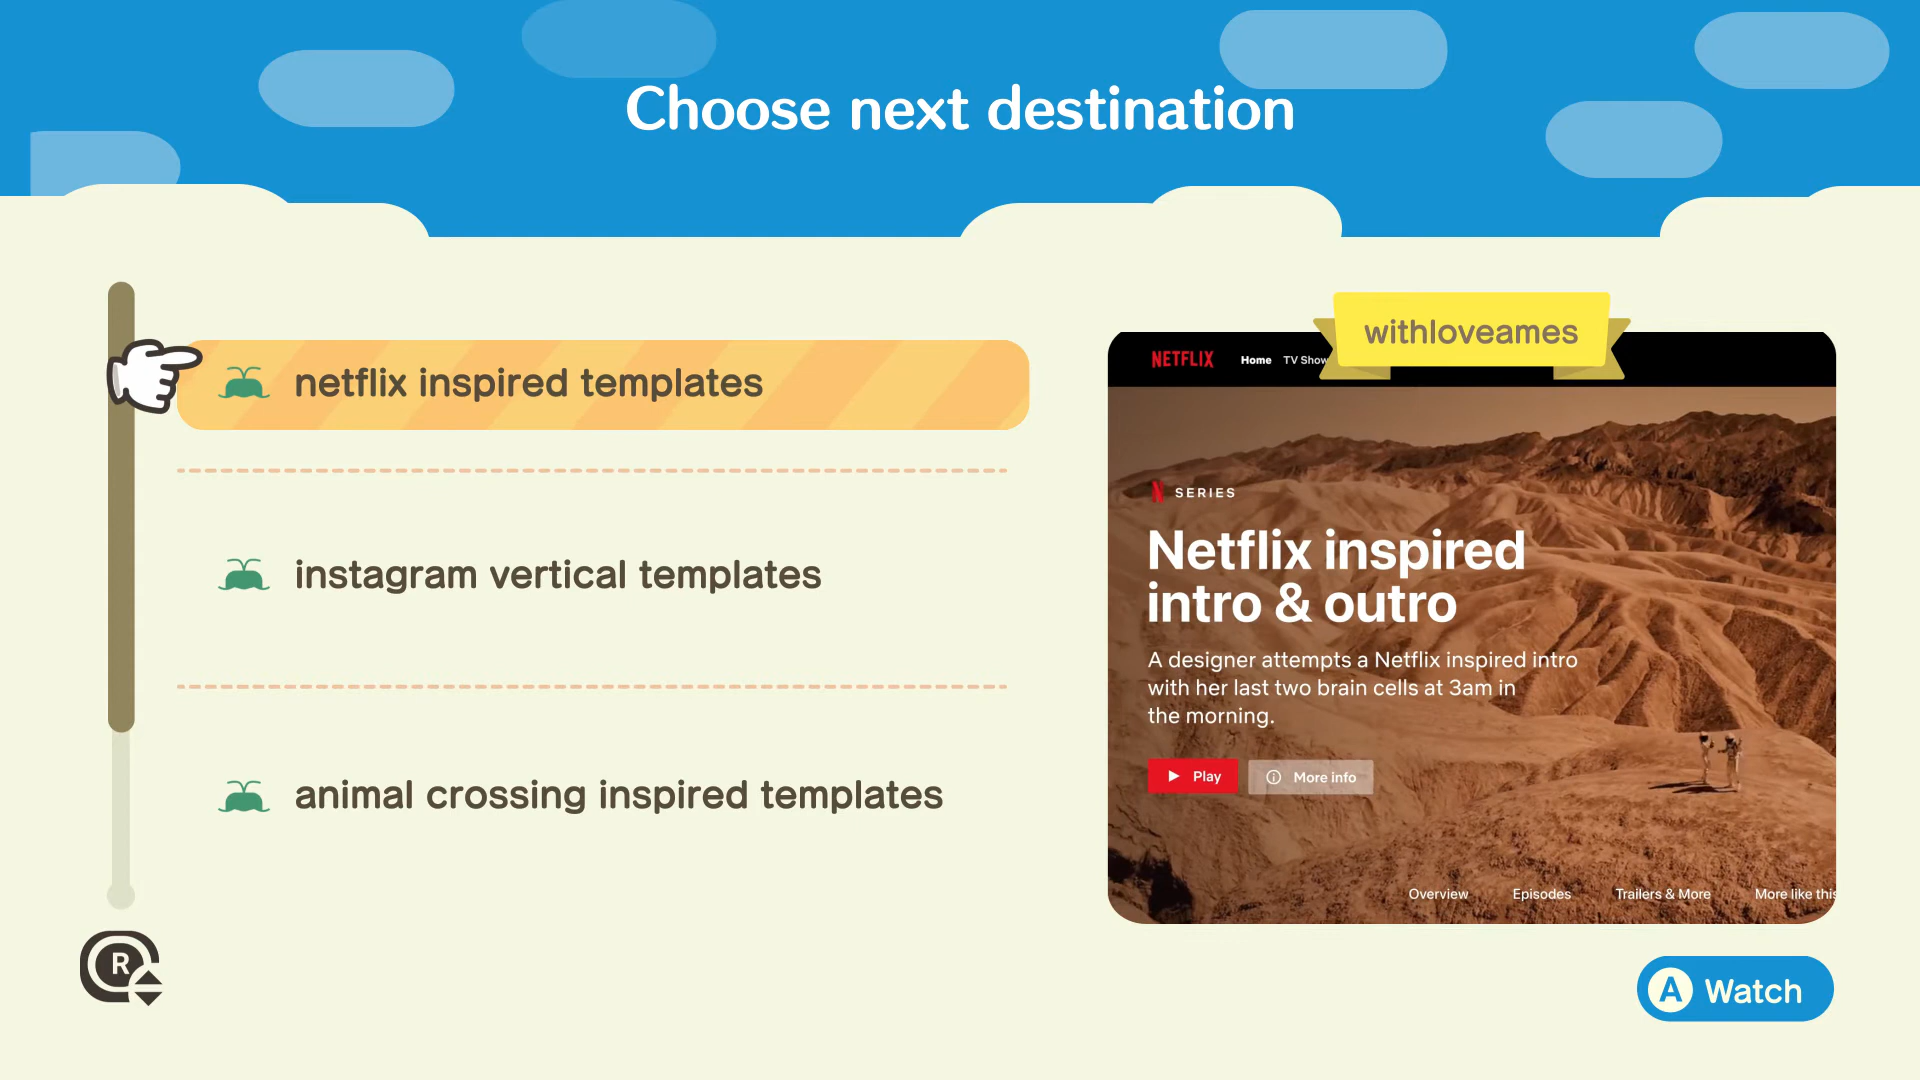 Choose next destination
netflix inspired templates
instagram vertical templates
animal crossing inspired templates
R
withloveames
NETFLIX Home TV Show
N SERIES
Netflix inspired
intro & outro
A designer attempts a Netflix inspired intro
with her last two brain cells at 3am in
the morning.
Play More info
Overview Episodes Trailers & More More like this
A Watch